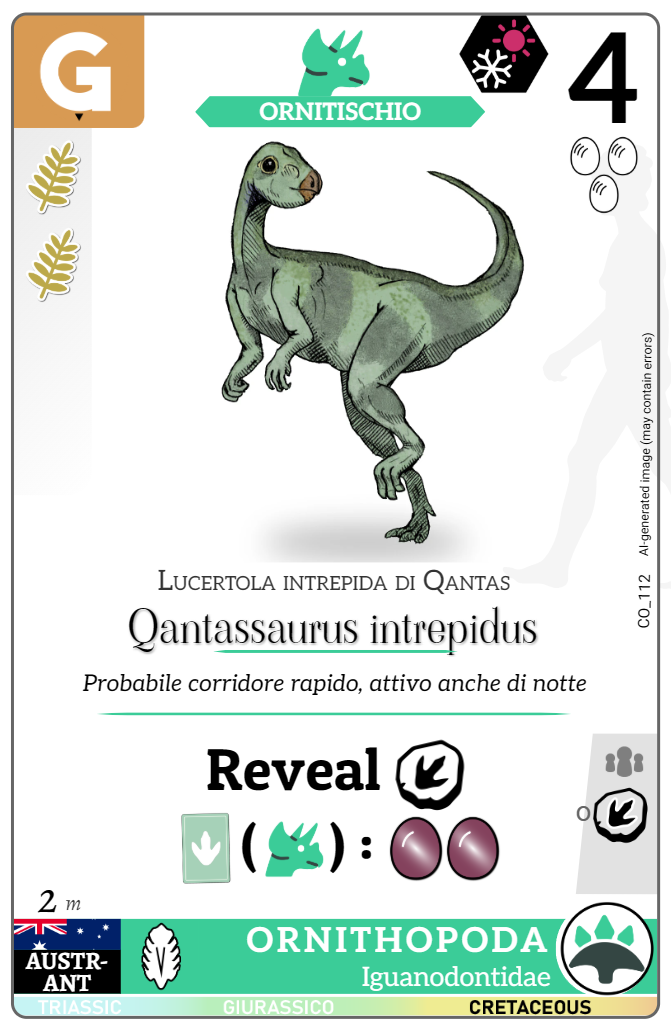 G
ORNITISCHIO
4
AI-generated image (may contain errors)
CO_112
Lucertola intrepida di Qantas
Qantassaurus intrepidus
Probabile corridore rapido, attivo anche di notte
Reveal
( ) :
O
2 m
AUSTR-
ANT
ORNITHOPODA
Iguanodontidae
TRIASSIC GIURASSICO CRETACEOUS